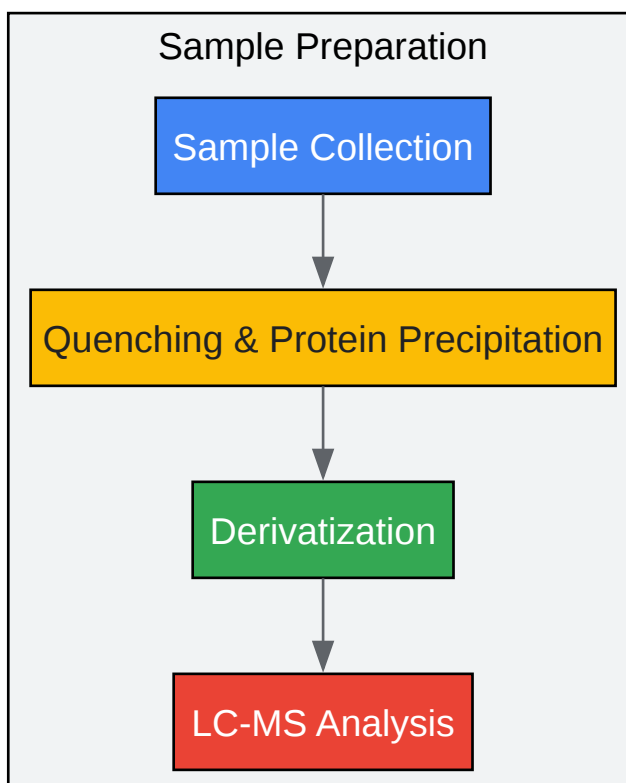 Sample Preparation
Sample Collection
Quenching & Protein Precipitation
Derivatization
LC-MS Analysis